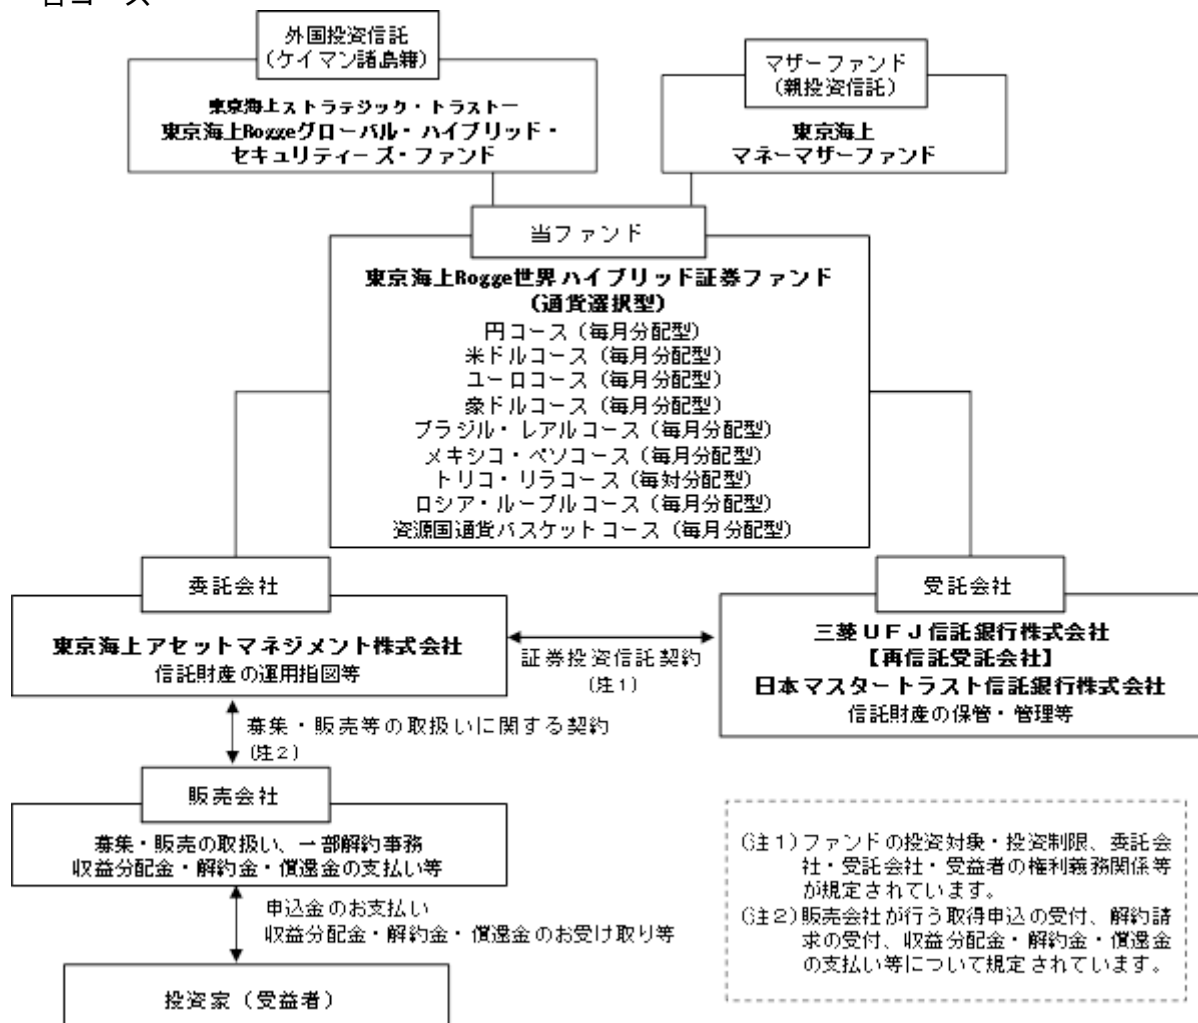 各コース
外国投資信託
(ケイマン諸島籍)
東京海上ストラテジック・トラスト－
東京海上Roggeグローバル・ハイブリッド・
セキュリティーズ・ファンド
マザーファンド
(親投資信託)
東京海上
マネーマザーファンド
当ファンド
東京海上Rogge世界ハイブリッド証券ファンド
(通貨選択型)
円コース（毎月分配型）
米ドルコース（毎月分配型）
ユーロコース（毎月分配型）
豪ドルコース（毎月分配型）
ブラジル・レアルコース（毎月分配型）
メキシコ・ペソコース（毎月分配型）
トリコ・リラコース（毎対分配型）
ロシア・ルーブルコース（毎月分配型）
資源国通貨バスケットコース（毎月分配型）
委託会社
東京海上アセットマネジメント株式会社
信託財産の運用指図等
証券投資信託契約
(注1)
受託会社
三菱ＵＦＪ信託銀行株式会社
【再信託受託会社】
日本マスタートラスト信託銀行株式会社
信託財産の保管・管理等
募集・販売等の取扱いに関する契約
(注2)
販売会社
募集・販売の取扱い、一部解約事務
収益分配金・解約金・償還金の支払い等
申込金のお支払い
収益分配金・解約金・償還金のお受け取り等
投資家（受益者）
(注1)ファンドの投資対象・投資制限、委託会
社・受託会社・受益者の権利義務関係等
が規定されています。
(注2)販売会社が行う取得申込の受付、解約請
求の受付、収益分配金・解約金・償還金
の支払い等について規定されています。